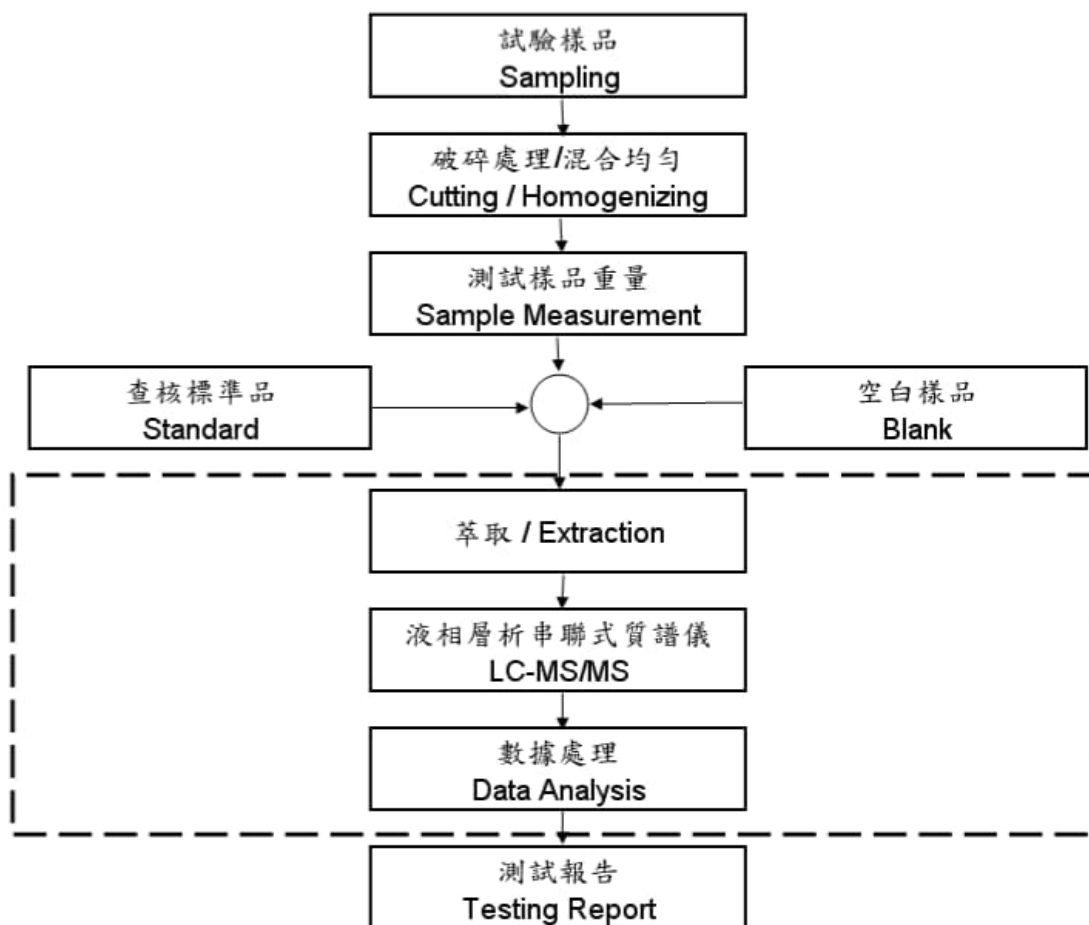 試驗樣品
Sampling
破碎處理/混合均勻
Cutting / Homogenizing
測試樣品重量
Sample Measurement
查核標準品
Standard
空白樣品
Blank
萃取 / Extraction
液相層析串聯式質譜儀
LC-MS/MS
數據處理
Data Analysis
測試報告
Testing Report